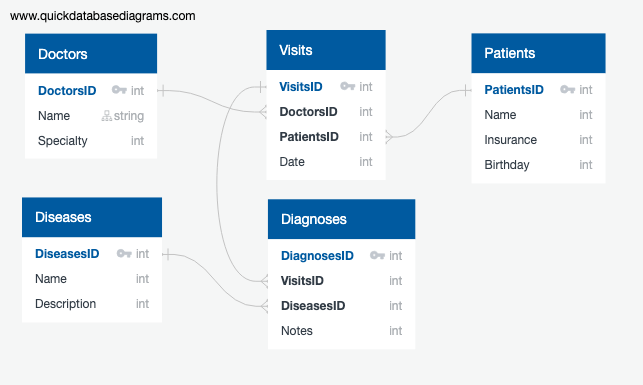 www.quickdatabasediagrams.com
Doctors
DoctorsID int
Name string
Specialty int
Visits
VisitsID int
DoctorsID int
PatientsID int
Date int
Patients
PatientsID int
Name int
Insurance int
Birthday int
Diseases
DiseasesID int
Name int
Description int
Diagnoses
DiagnosesID int
VisitsID int
DiseasesID int
Notes int